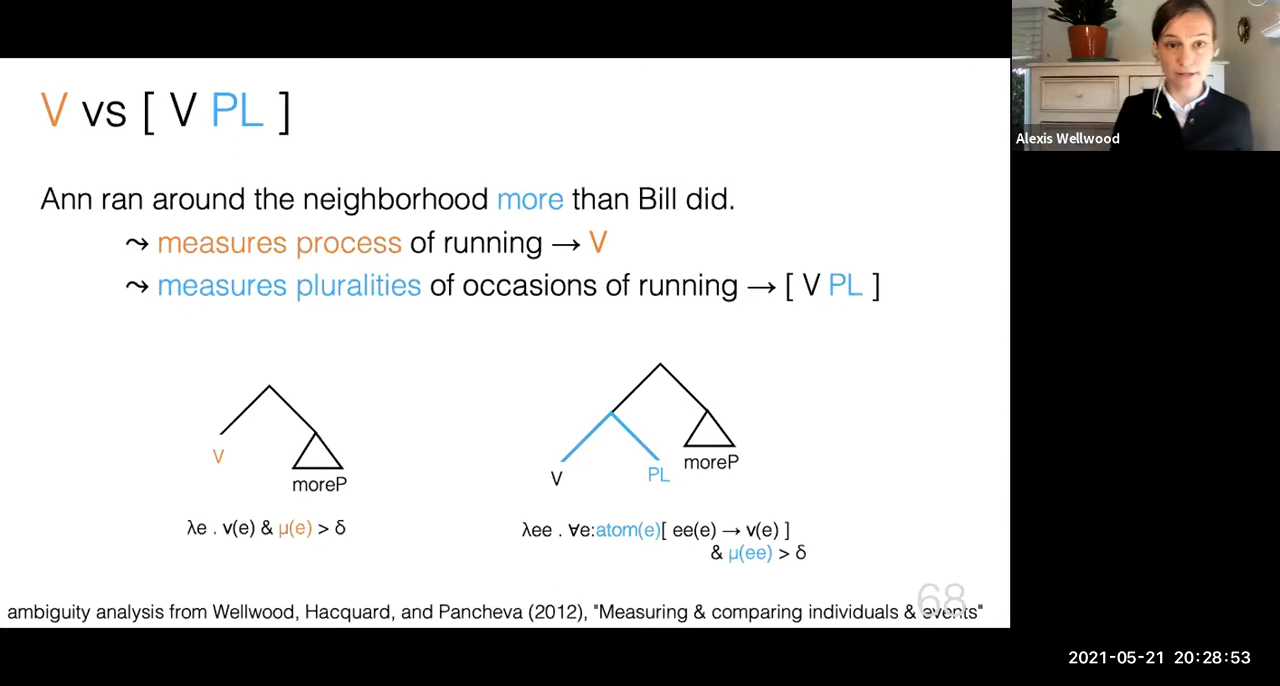 V vs [ V PL ]
Alexis Wellwood
Ann ran around the neighborhood more than Bill did.
⤳ measures process of running → V
⤳ measures pluralities of occasions of running → [ V PL ]
V
moreP
λe . v(e) & μ(e) > δ
V
PL
moreP
λee . ∀e:atom(e)[ ee(e) → v(e) ]
& μ(ee) > δ
68
ambiguity analysis from Wellwood, Hacquard, and Pancheva (2012), "Measuring & comparing individuals & events"
2021-05-21 20:28:53